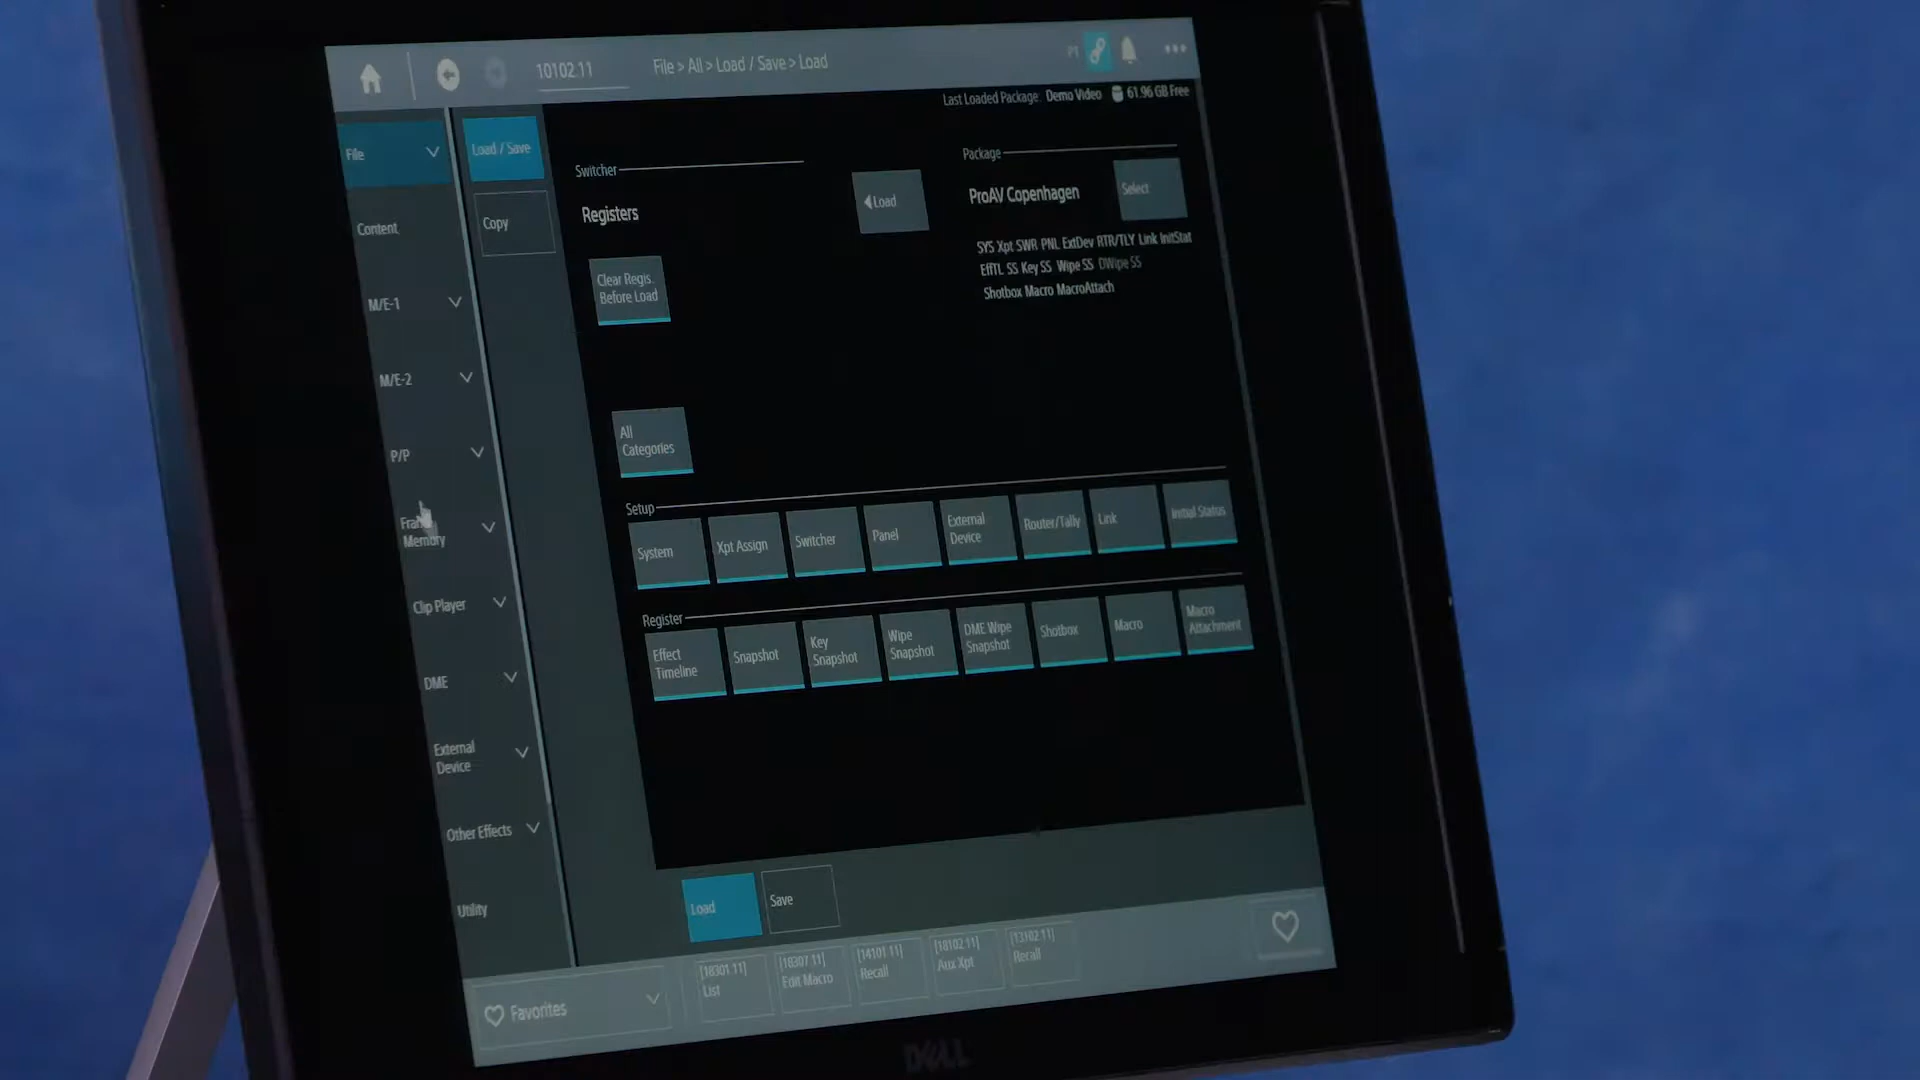 10102.11
File > All > Load / Save > Load
Last Loaded Package: Demo Video
61.96 GB Free
File
Load / Save
Content
Copy
M/E-1
M/E-2
P/P
Memory
Clip Player
DME
External
Device
Other Effects
Utility
Switcher
Registers
Load
Package
ProAV Copenhagen
Select
SYS Xpt SWR PNL ExtDev RTR/TLY Link InitStat
EffTL SS Key SS Wipe SS DWipe SS
Shotbox Macro MacroAttach
Clear Regis.
Before Load
All
Categories
Setup
System
Xpt Assign
Switcher
Panel
External
Device
Router/Tally
Link
Initial Status
Register
Effect
Timeline
Snapshot
Key
Snapshot
Wipe
Snapshot
DME Wipe
Snapshot
Shotbox
Macro
Macro
Attachment
Load
Save
Favorites
[18301.11]
List
[18307.11]
Edit Macro
[14101.11]
Recall
[18102.11]
Aux Xpt
[13102.11]
Recall
DELL